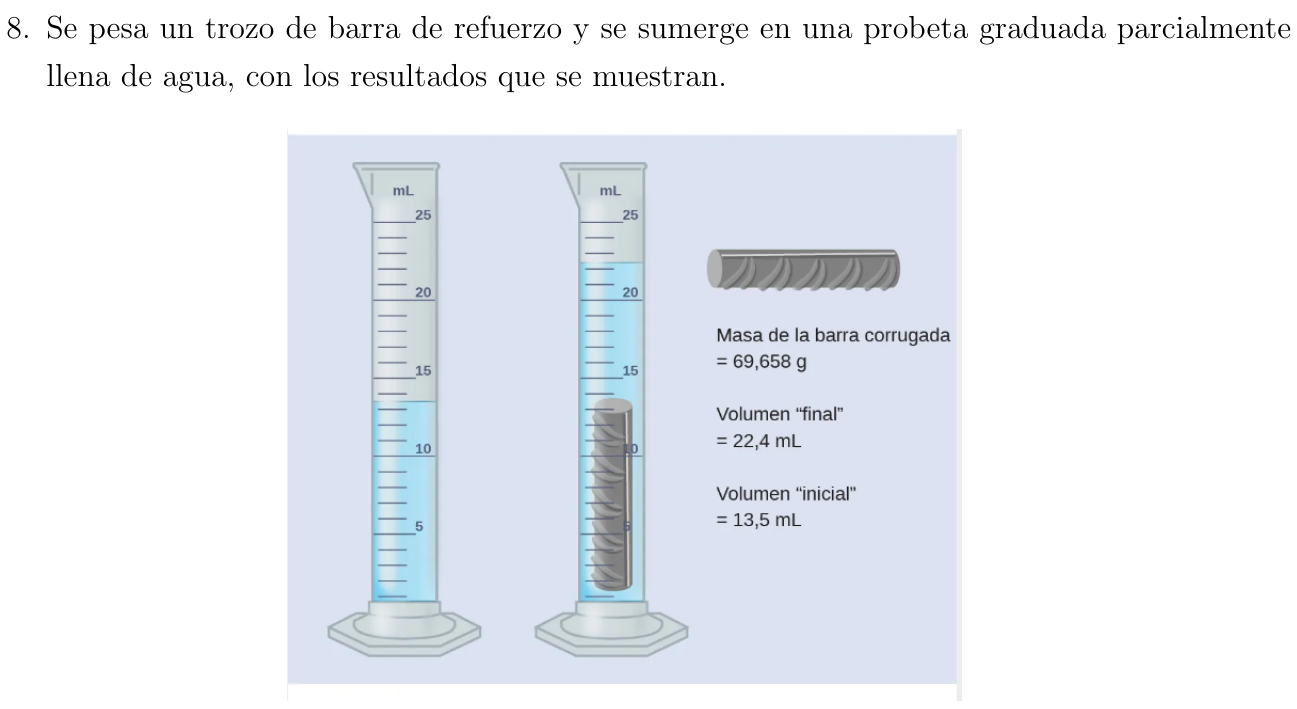 8. Se pesa un trozo de barra de refuerzo y se sumerge en una probeta graduada parcialmente
llena de agua, con los resultados que se muestran.
mL
25
20
15
10
5
mL
25
20
15
10
5
Masa de la barra corrugada
= 69,658 g
Volumen “final”
= 22,4 mL
Volumen “inicial"
= 13,5 mL